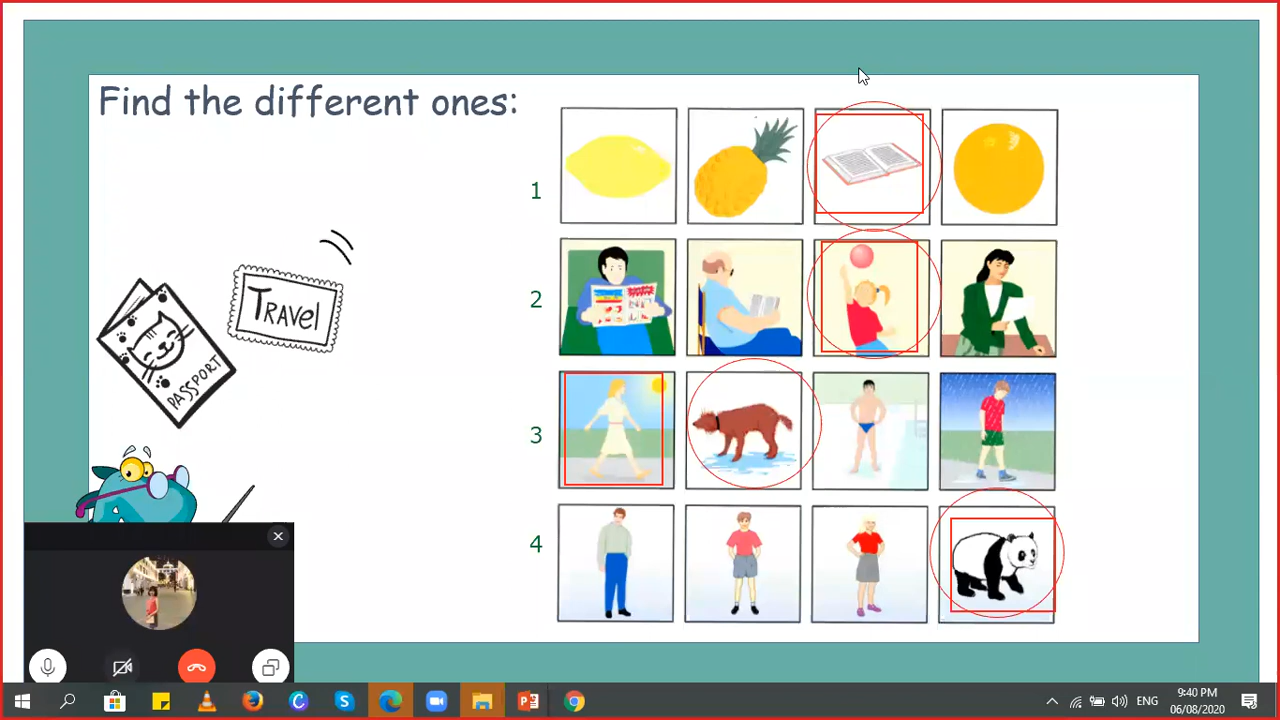 Find the different ones:
1
2
3
4
TRAVEL
PASSPORT
ENG
9:40 PM
06/08/2020